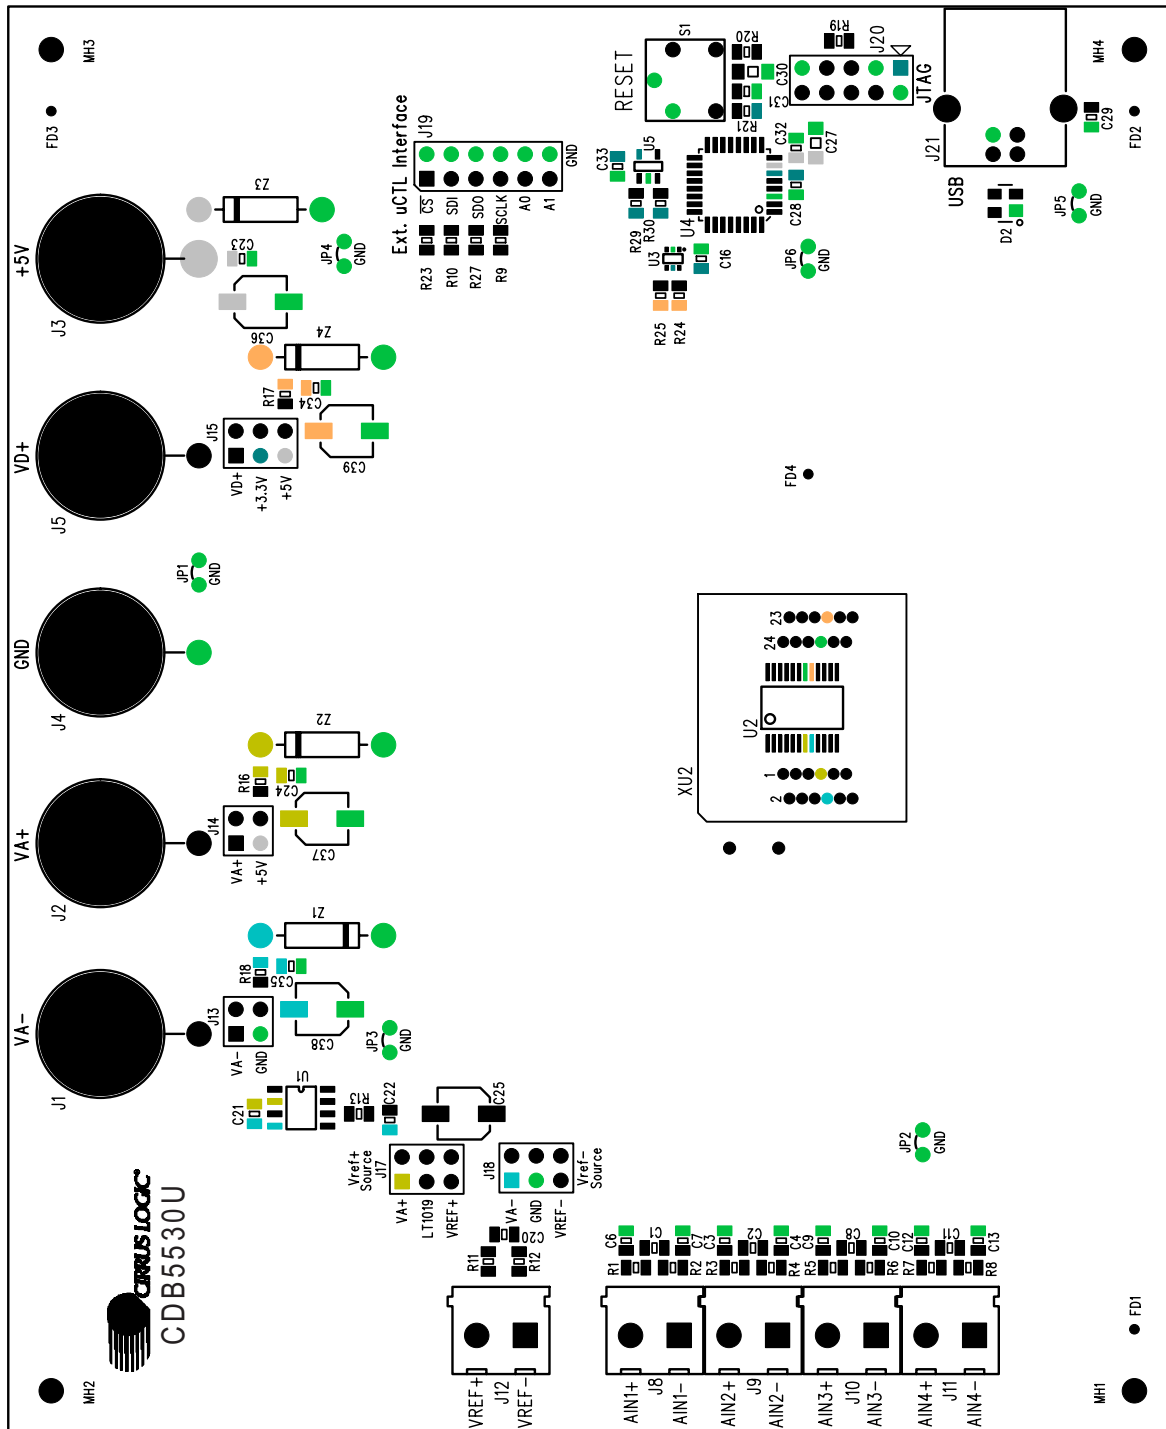 MH3
FD3
+5V
J3
Z3
C23
JP4
GND
C36
Z4
R17
C34
C39
J15
VD+
+3.3V
+5V
VD+
J5
JP1
GND
GND
J4
Z2
R16
C24
C37
J14
VA+
+5V
VA+
J2
Z1
R18
C35
C38
J13
VA-
GND
JP3
GND
VA-
J1
C21
U1
R13
C22
C25
Vref+
Source
J17
VA+
LT1019
VREF+
J18
Vref-
Source
VA-
GND
VREF-
CIRRUS LOGIC®
CDB5530U
MH2
C20
R11
R12
VREF+
J12
VREF-
Ext. uCTL Interface
J19
GND
CS
SDI
SDO
SCLK
A0
A1
R23
R10
R27
R9
RESET
S1
R20
R19
J20
JTAG
C30
C31
R21
C32
C27
C28
C33
U5
R29
R30
U4
U3
C16
R25
R24
JP6
GND
J21
USB
D2
JP5
GND
C29
FD2
MH4
FD4
XU2
U2
23
24
1
2
JP2
GND
C6
C1
C7
R1
R2
C3
C2
C4
R3
R4
C9
C8
C10
R5
R6
C12
C11
C13
R7
R8
AIN1+
J8
AIN1-
AIN2+
J9
AIN2-
AIN3+
J10
AIN3-
AIN4+
J11
AIN4-
FD1
MH1